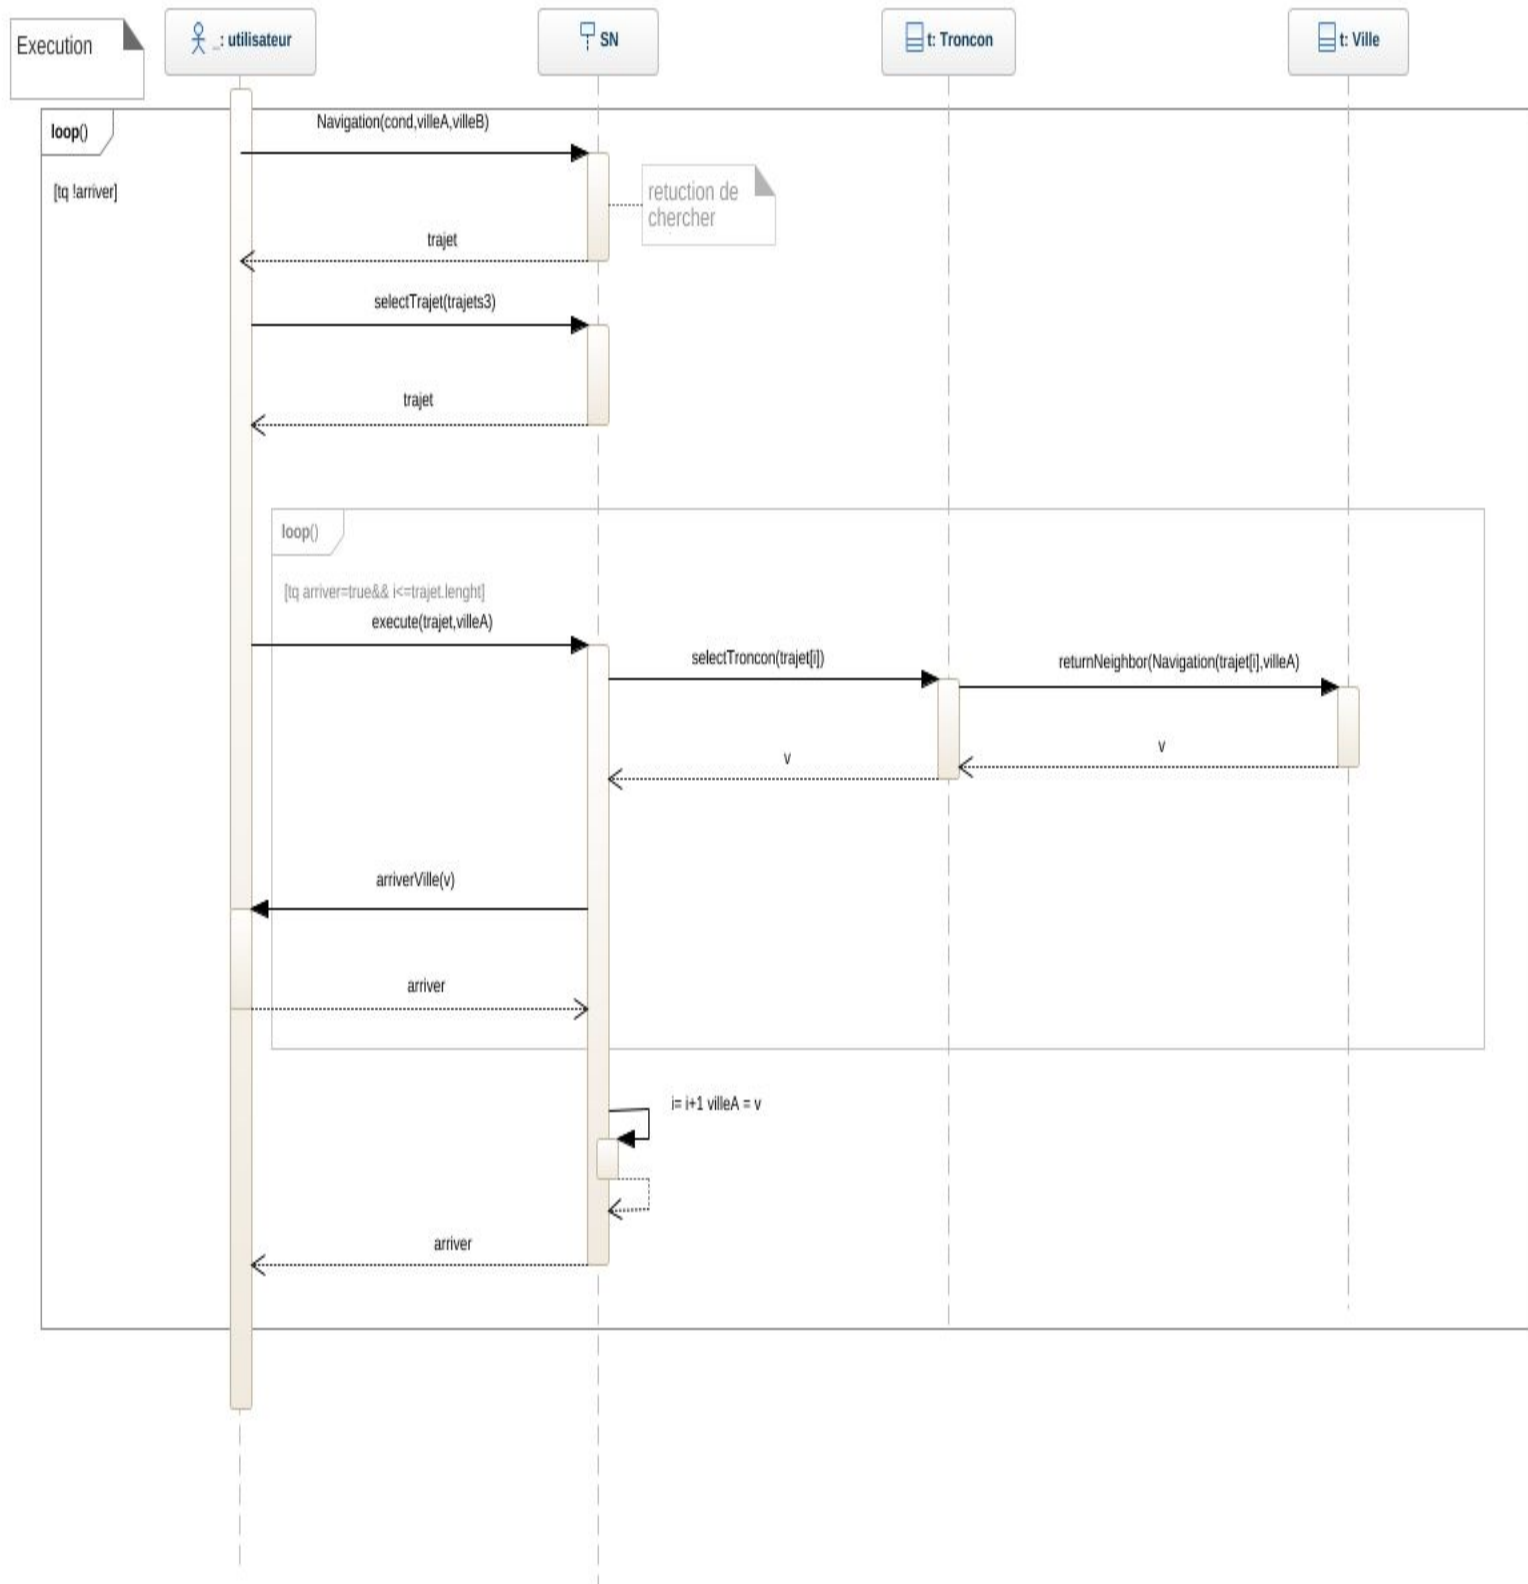 Execution
_: utilisateur
SN
t: Troncon
t: Ville
loop()
Navigation(cond,villeA,villeB)
[tq !arriver]
retuction de
chercher
trajet
selectTrajet(trajets3)
trajet
loop()
[tq arriver=true&& i<=trajet.lenght]
execute(trajet,villeA)
selectTroncon(trajet[i])
returnNeighbor(Navigation(trajet[i],villeA)
v
v
arriverVille(v)
arriver
i= i+1 villeA = v
arriver